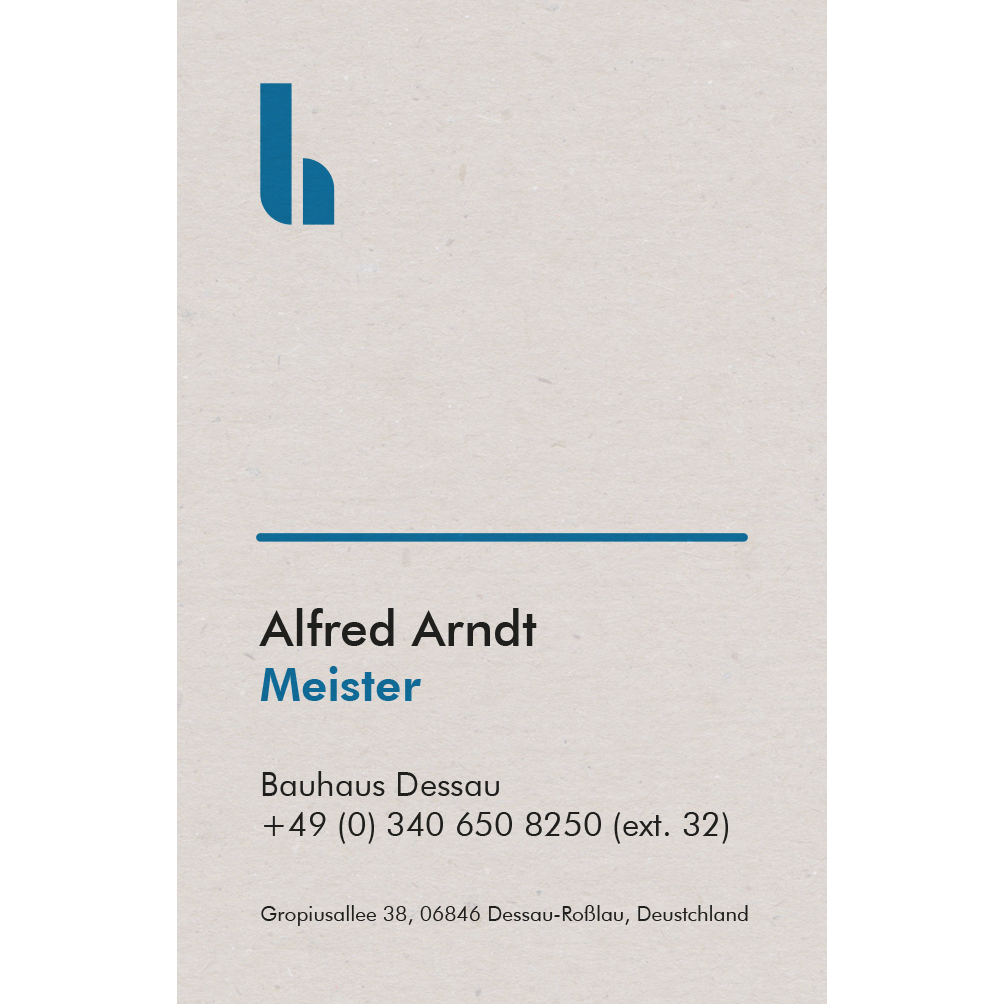 Alfred Arndt
Meister
Bauhaus Dessau
+49 (0) 340 650 8250 (ext. 32)
Gropiusallee 38, 06846 Dessau-Roßlau, Deustchland